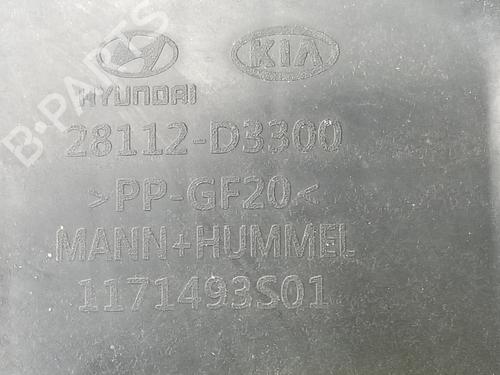 B-PARTS
HYUNDAI KIA
28112-D3300
>PP-GF20<
MANN+HUMMEL
1171493S01